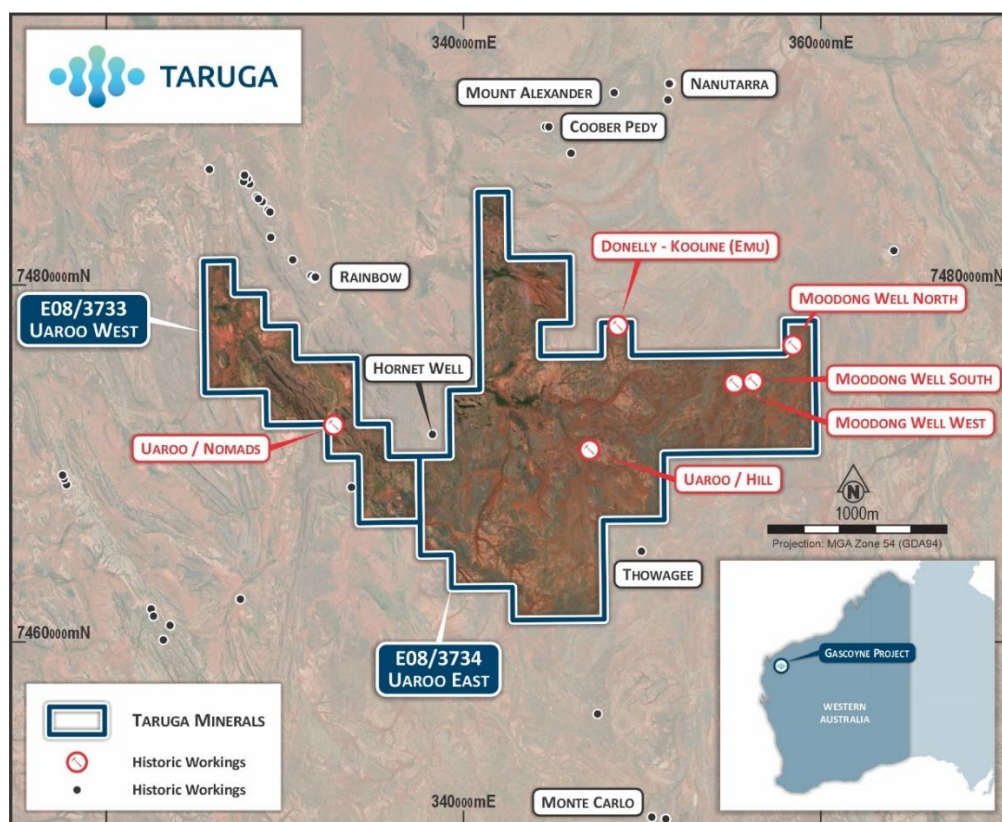 TARUGA
340000mE
360000mE
MOUNT ALEXANDER
NANUTARRA
COOBER PEDY
DONELLY - KOOLINE (EMU)
7480000mN
7480000mN
RAINBOW
E08/3733
UAROO WEST
MOODONG WELL NORTH
HORNET WELL
MOODONG WELL SOUTH
MOODONG WELL WEST
UAROO / NOMADS
UAROO / HILL
N
1000m
Projection: MGA Zone 54 (GDA94)
THOWAGEE
7460000mN
E08/3734
UAROO EAST
GASCOYNE PROJECT
WESTERN
AUSTRALIA
TARUGA MINERALS
Historic Workings
Historic Workings
340000mE
MONTE CARLO